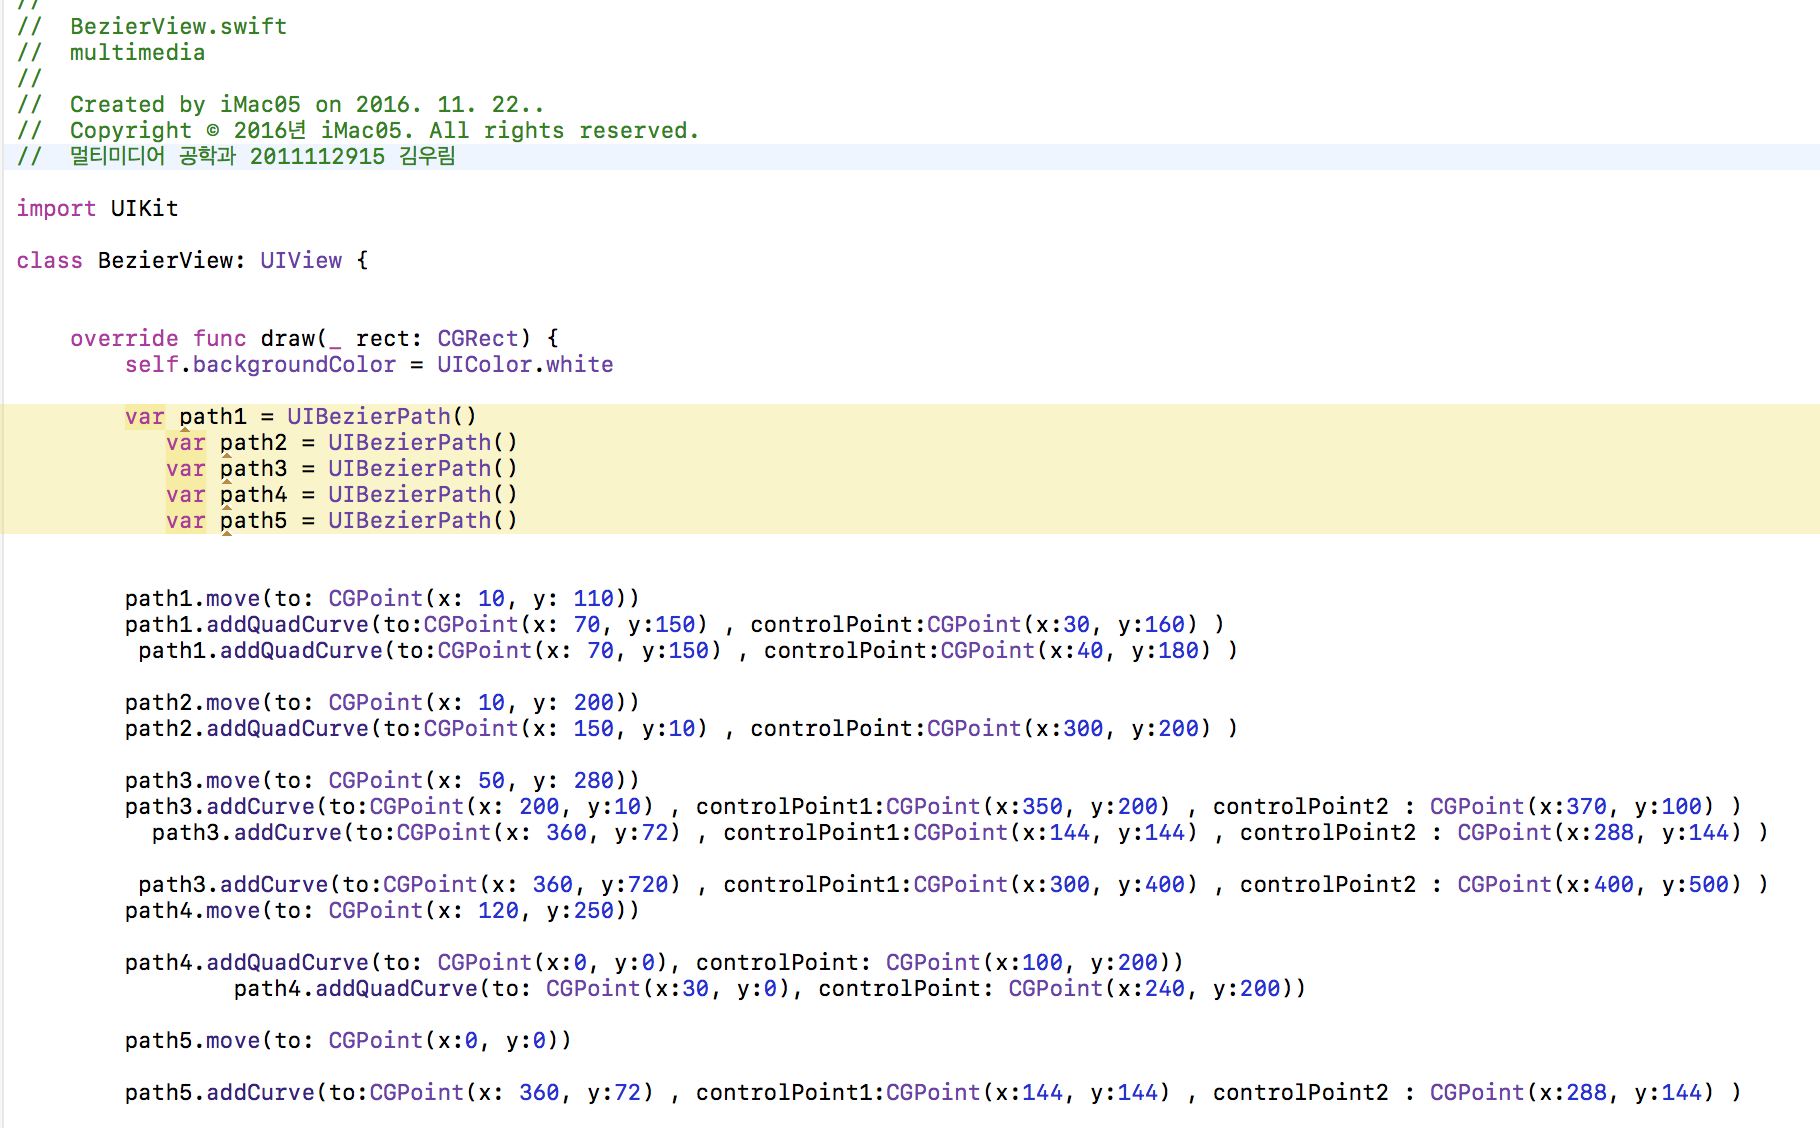 //
//  BezierView.swift
//  multimedia
//
//  Created by iMac05 on 2016. 11. 22..
//  Copyright © 2016년 iMac05. All rights reserved.
//  멀티미디어 공학과 2011112915 김우림
import UIKit
class BezierView: UIView {
override func draw(_ rect: CGRect) {
self.backgroundColor = UIColor.white
var path1 = UIBezierPath()
var path2 = UIBezierPath()
var path3 = UIBezierPath()
var path4 = UIBezierPath()
var path5 = UIBezierPath()
path1.move(to: CGPoint(x: 10, y: 110))
path1.addQuadCurve(to:CGPoint(x: 70, y:150) , controlPoint:CGPoint(x:30, y:160) )
path1.addQuadCurve(to:CGPoint(x: 70, y:150) , controlPoint:CGPoint(x:40, y:180) )
path2.move(to: CGPoint(x: 10, y: 200))
path2.addQuadCurve(to:CGPoint(x: 150, y:10) , controlPoint:CGPoint(x:300, y:200) )
path3.move(to: CGPoint(x: 50, y: 280))
path3.addCurve(to:CGPoint(x: 200, y:10) , controlPoint1:CGPoint(x:350, y:200) , controlPoint2 : CGPoint(x:370, y:100) )
path3.addCurve(to:CGPoint(x: 360, y:72) , controlPoint1:CGPoint(x:144, y:144) , controlPoint2 : CGPoint(x:288, y:144) )
path3.addCurve(to:CGPoint(x: 360, y:720) , controlPoint1:CGPoint(x:300, y:400) , controlPoint2 : CGPoint(x:400, y:500) )
path4.move(to: CGPoint(x: 120, y:250))
path4.addQuadCurve(to: CGPoint(x:0, y:0), controlPoint: CGPoint(x:100, y:200))
path4.addQuadCurve(to: CGPoint(x:30, y:0), controlPoint: CGPoint(x:240, y:200))
path5.move(to: CGPoint(x:0, y:0))
path5.addCurve(to:CGPoint(x: 360, y:72) , controlPoint1:CGPoint(x:144, y:144) , controlPoint2 : CGPoint(x:288, y:144) )